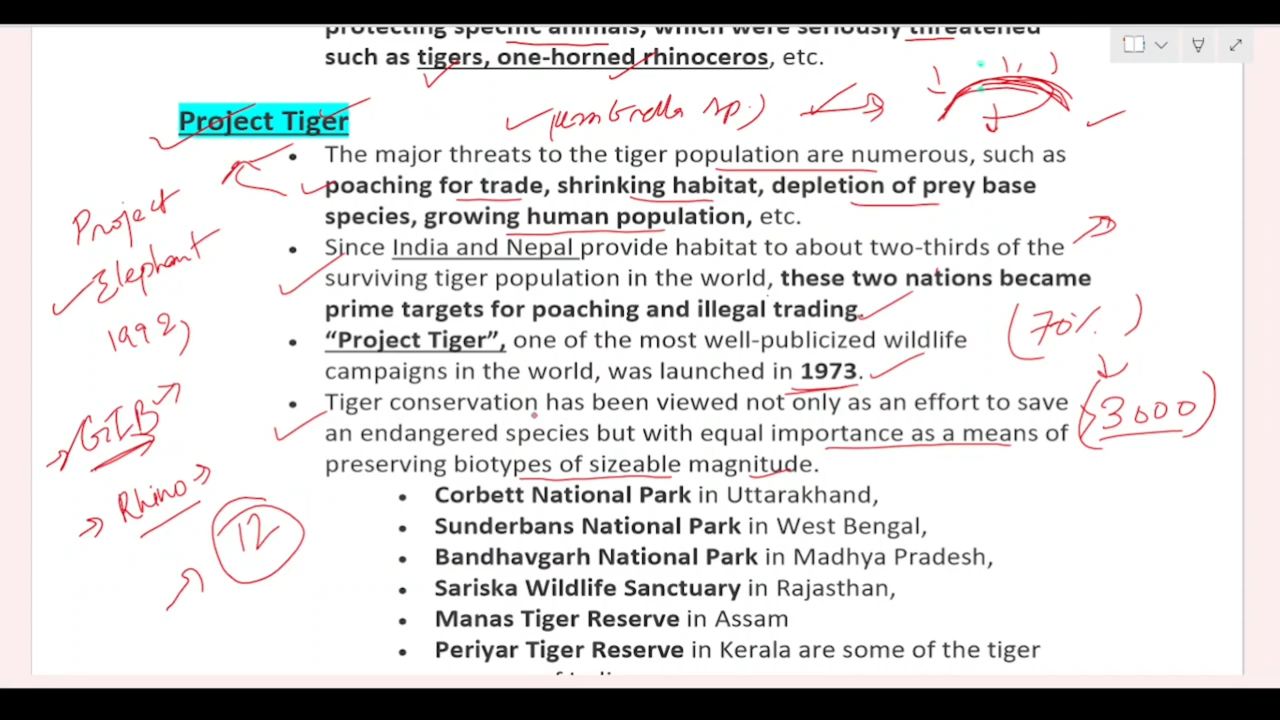 protecting specific animals, which were seriously threatened
such as tigers, one-horned rhinoceros, etc.
(umbrella sp.)
Project Tiger
• The major threats to the tiger population are numerous, such as
poaching for trade, shrinking habitat, depletion of prey base
species, growing human population, etc.
• Since India and Nepal provide habitat to about two-thirds of the
surviving tiger population in the world, these two nations became
prime targets for poaching and illegal trading.
• “Project Tiger”, one of the most well-publicized wildlife
campaigns in the world, was launched in 1973.
• Tiger conservation has been viewed not only as an effort to save
an endangered species but with equal importance as a means of
preserving biotypes of sizeable magnitude.
• Corbett National Park in Uttarakhand,
• Sunderbans National Park in West Bengal,
• Bandhavgarh National Park in Madhya Pradesh,
• Sariska Wildlife Sanctuary in Rajasthan,
• Manas Tiger Reserve in Assam
• Periyar Tiger Reserve in Kerala are some of the tiger
Project
Elephant
1992
GIB
Rhino
12
(70%)
(3000)